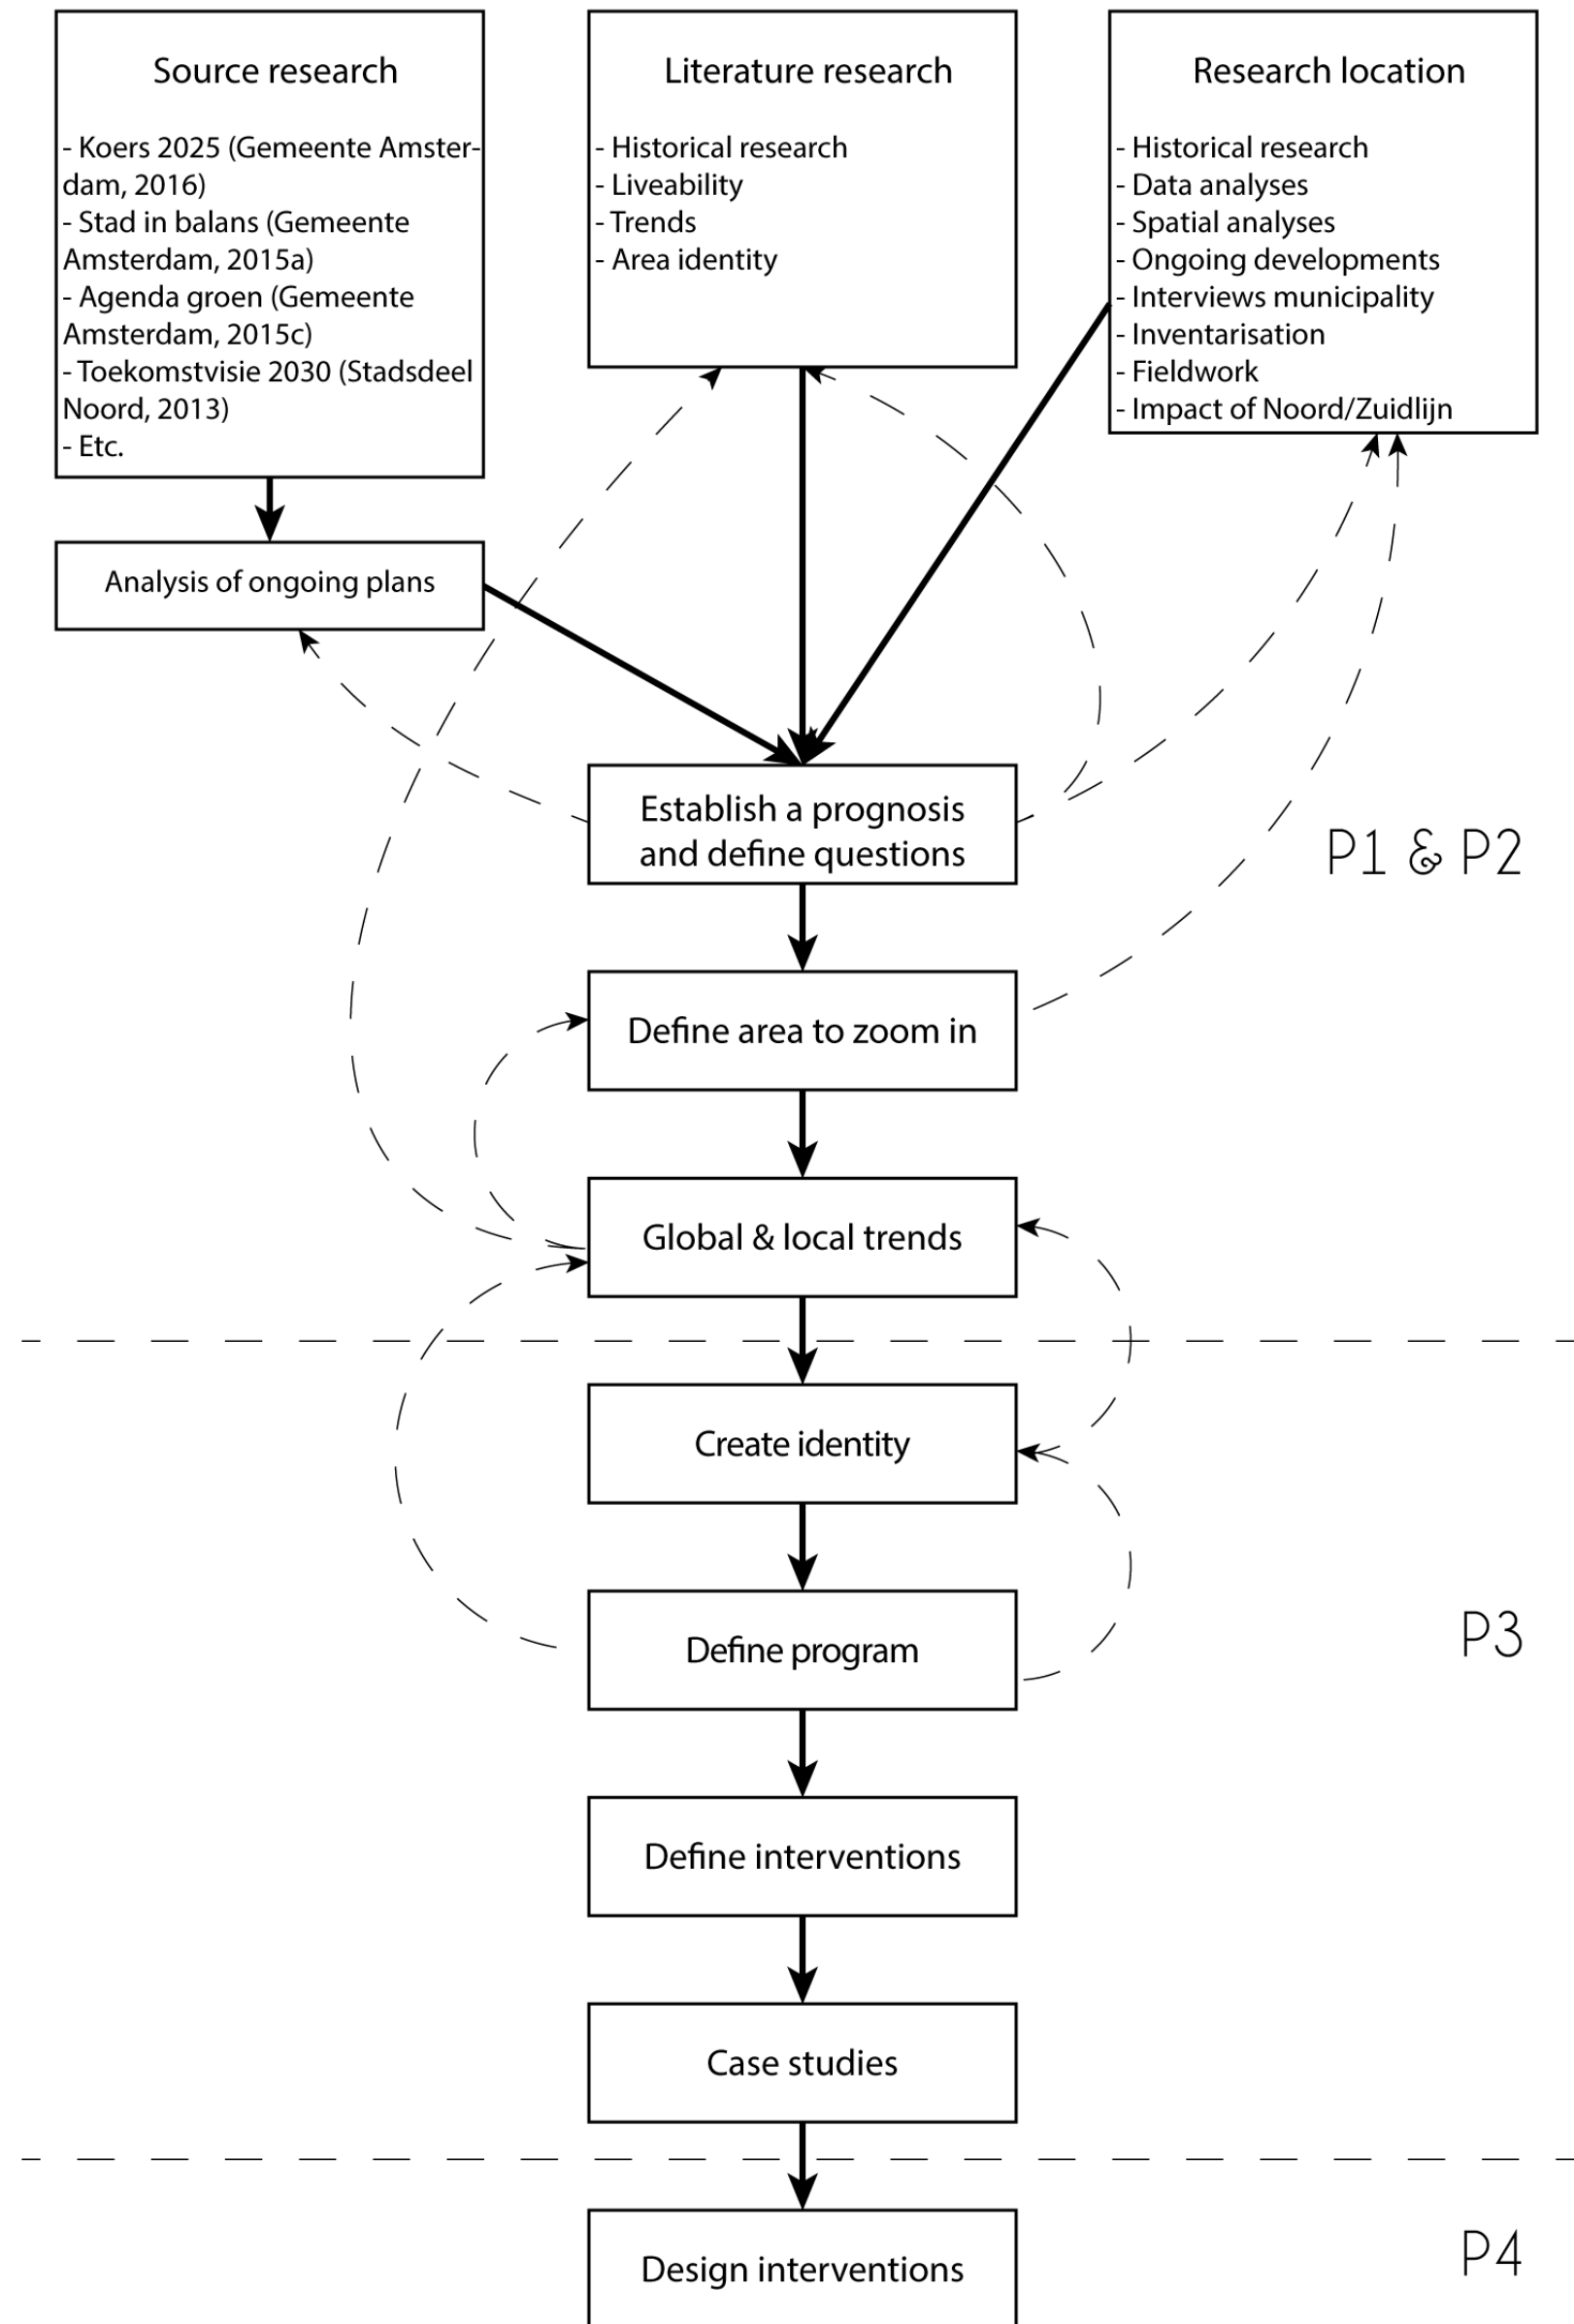 Source research
- Koers 2025 (Gemeente Amster-
dam, 2016)
- Stad in balans (Gemeente
Amsterdam, 2015a)
- Agenda groen (Gemeente
Amsterdam, 2015c)
- Toekomstvisie 2030 (Stadsdeel
Noord, 2013)
- Etc.
Literature research
- Historical research
- Liveability
- Trends
- Area identity
Research location
- Historical research
- Data analyses
- Spatial analyses
- Ongoing developments
- Interviews municipality
- Inventarisation
- Fieldwork
- Impact of Noord/Zuidlijn
Analysis of ongoing plans
Establish a prognosis
and define questions
P1 & P2
Define area to zoom in
Global & local trends
Create identity
Define program
P3
Define interventions
Case studies
Design interventions
P4